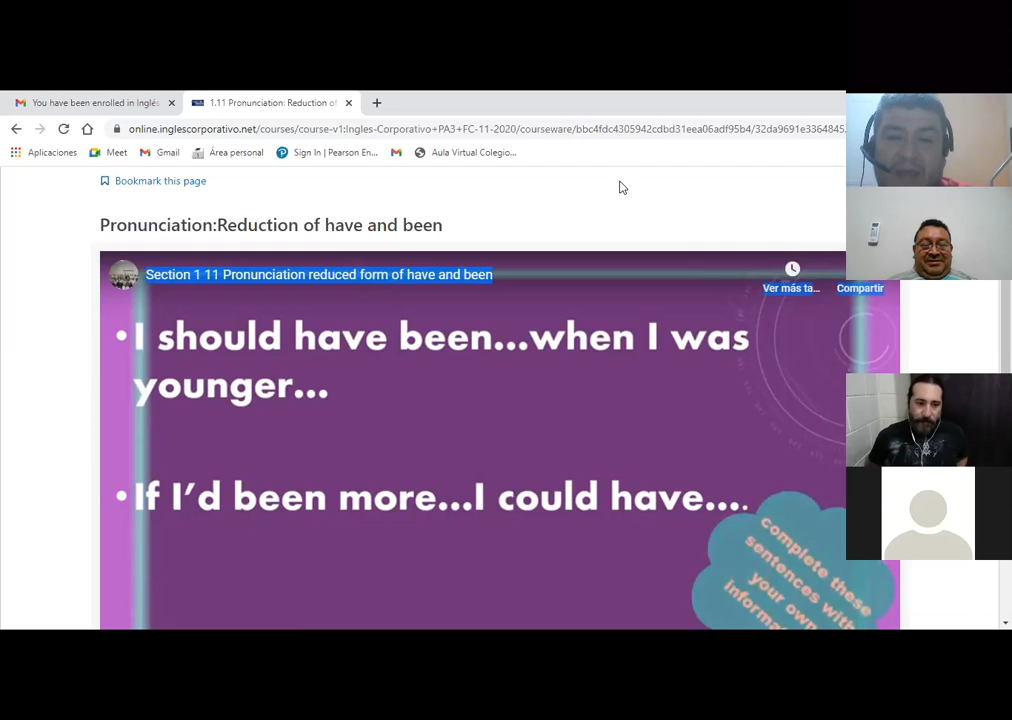 You have been enrolled in Inglés
1.11 Pronunciation: Reduction of
online.inglescorporativo.net/courses/course-v1:Ingles-Corporativo+PA3+FC-11-2020/courseware/bbc4fdc4305942cdbd31eea06adf95b4/32da9691e3364845.
Aplicaciones Meet Gmail Área personal Sign In | Pearson En... Aula Virtual Colegio...
Bookmark this page
Pronunciation:Reduction of have and been
Section 1 11 Pronunciation reduced form of have and been
Ver más ta... Compartir
•I should have been...when I was
younger...
•If I'd been more...I could have....
complete these
sentences with
your own
informa